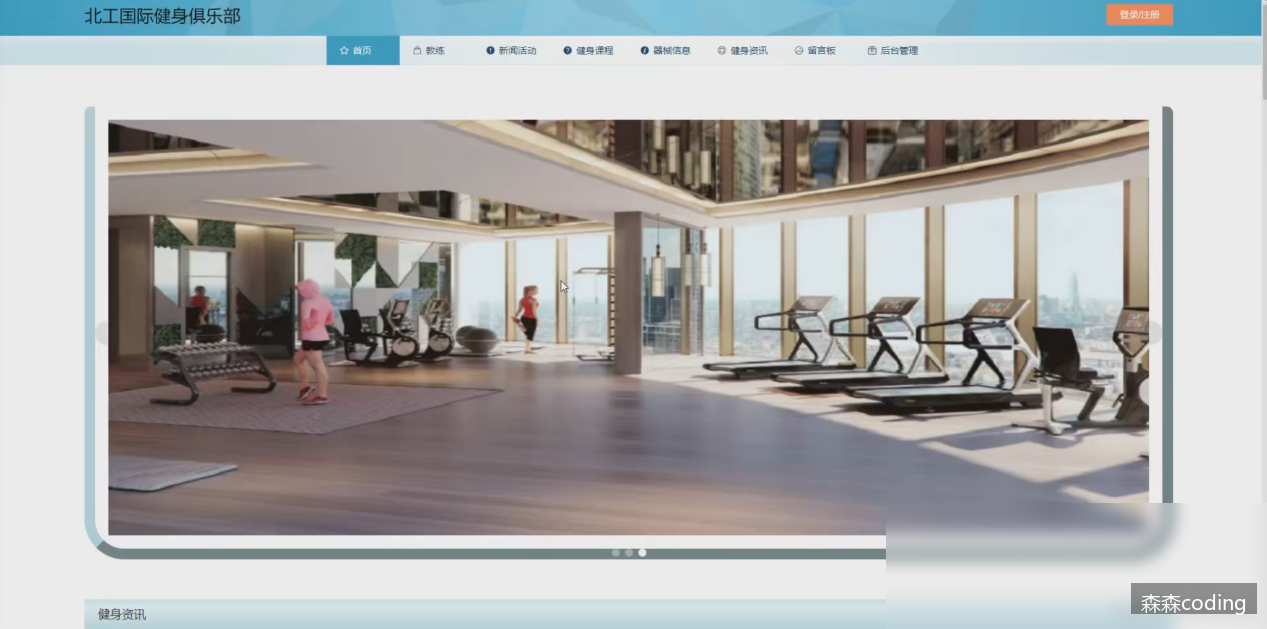 北工国际健身俱乐部
登录/注册
首页 教练 新闻活动 健身课程 器械信息 健身资讯 留言板 后台管理
健身资讯
森森coding